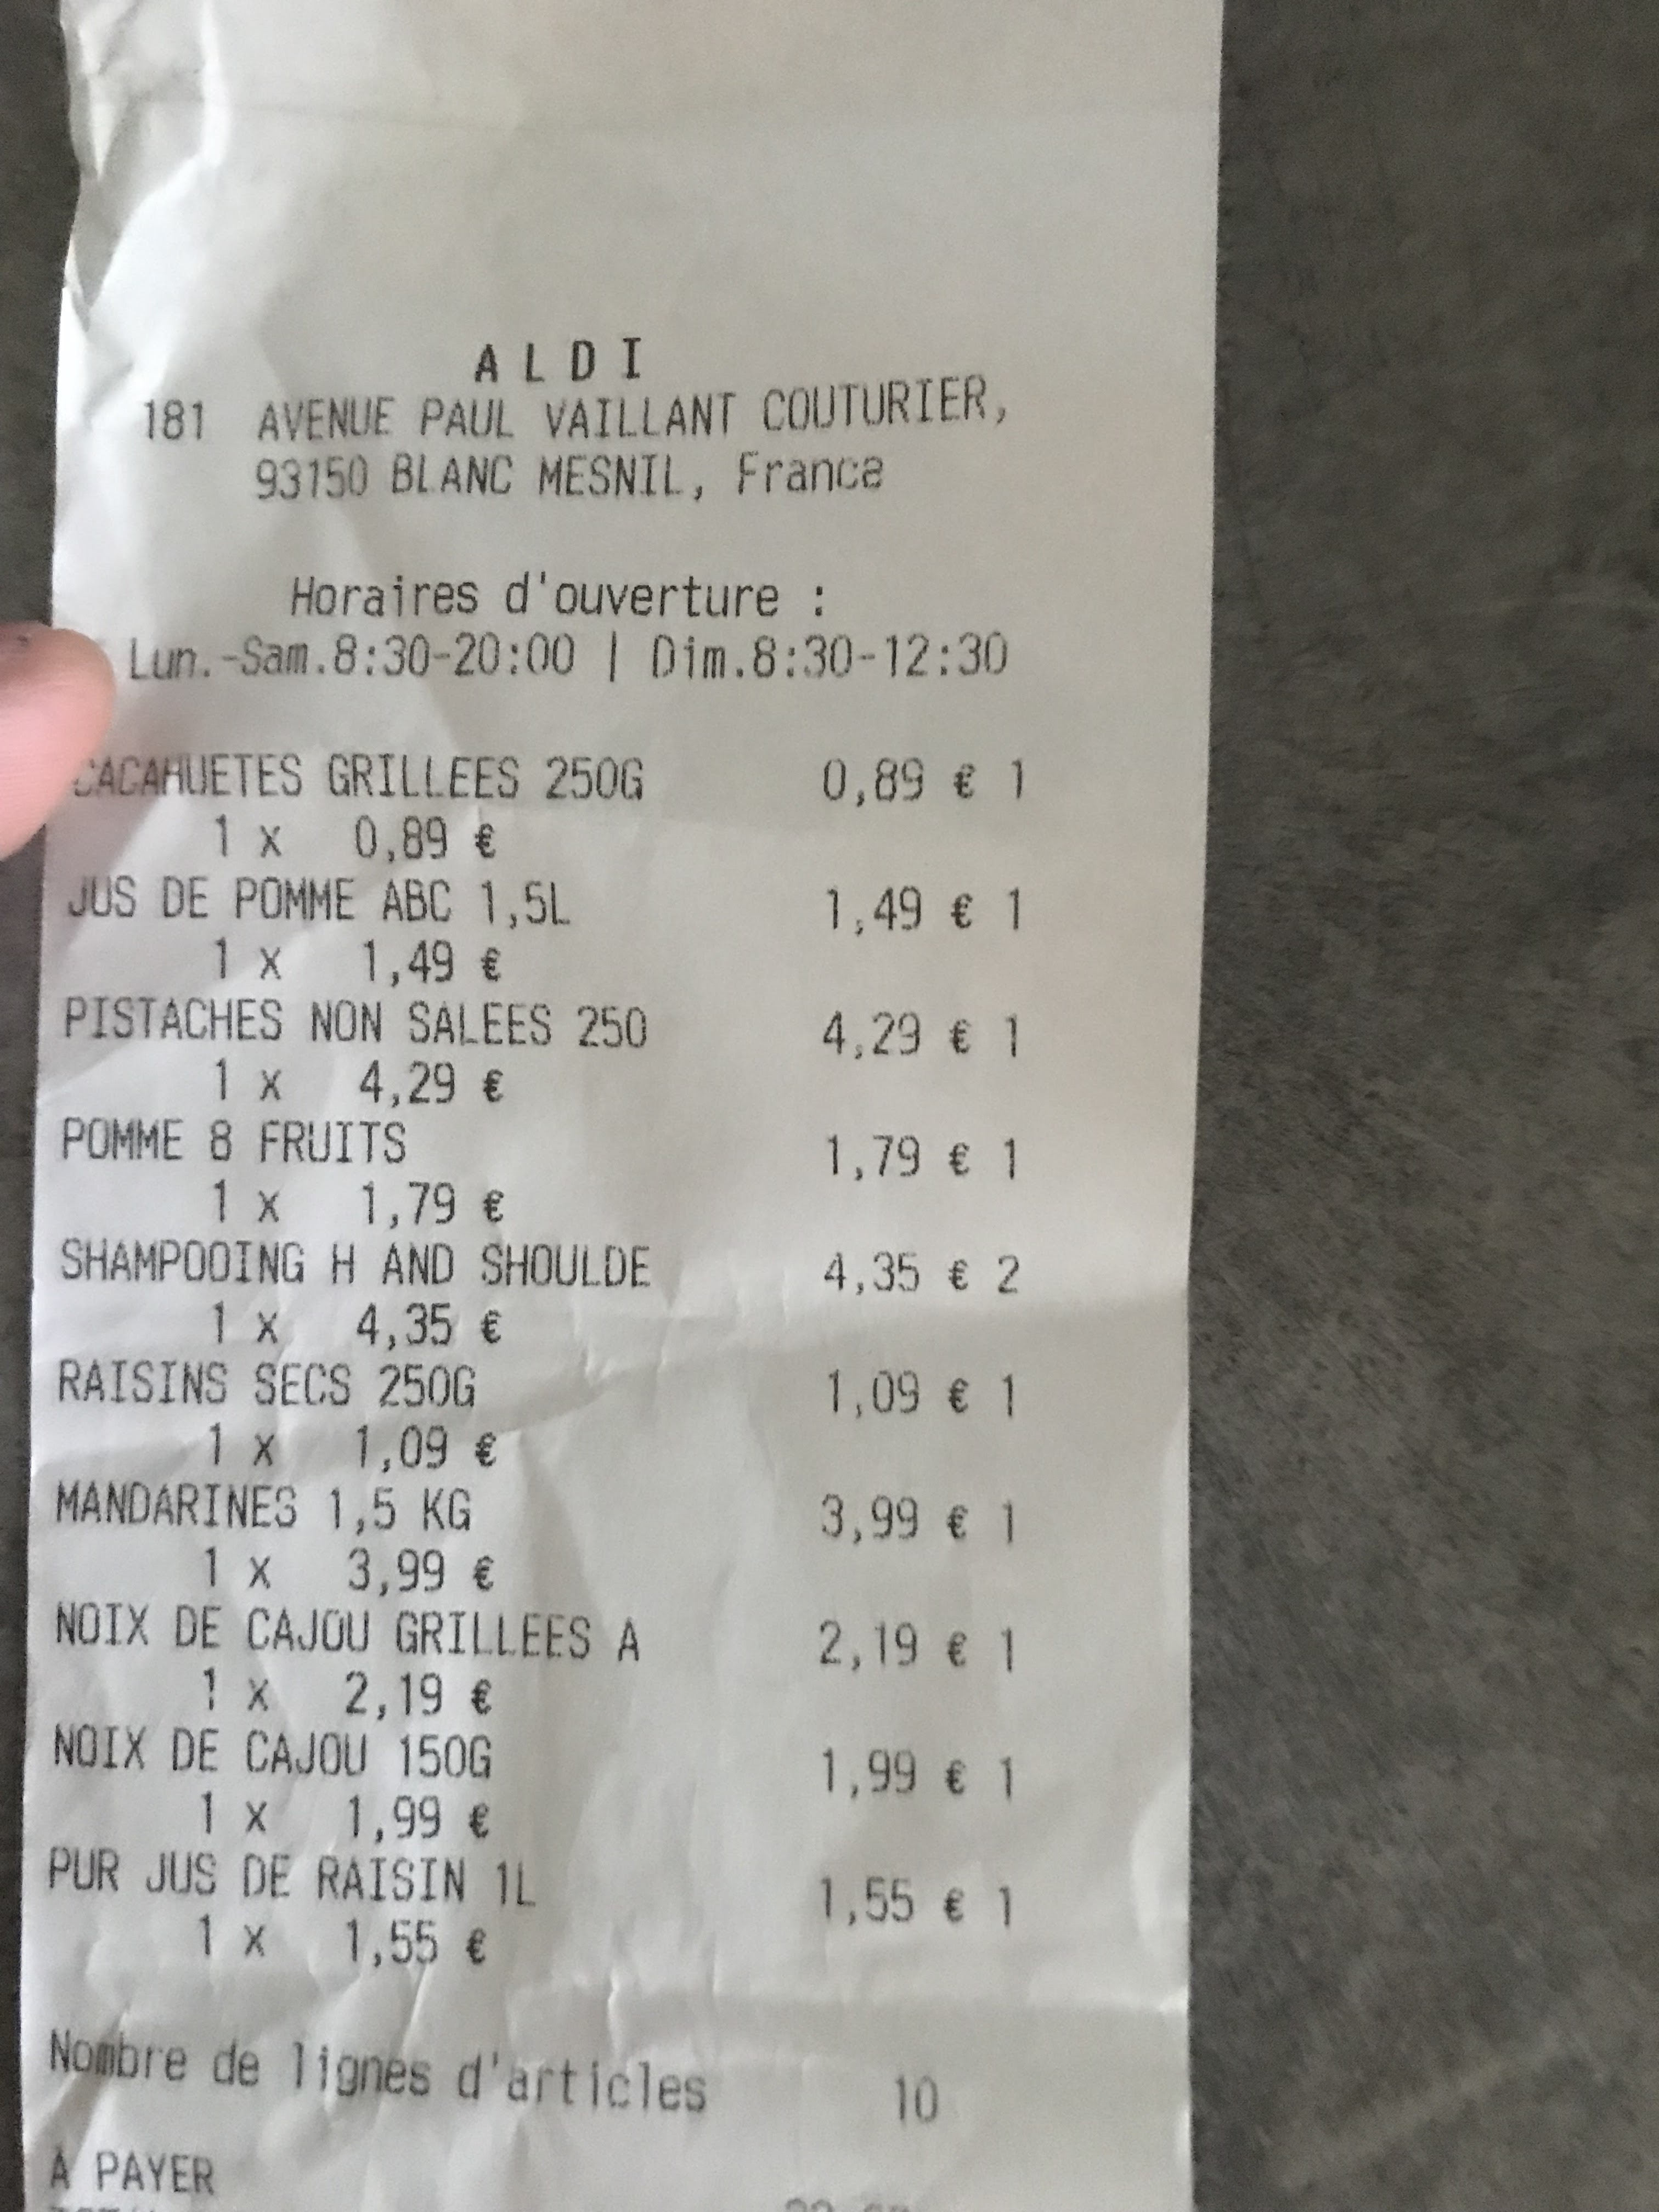 A L D I
181 AVENUE PAUL VAILLANT COUTURIER,
93150 BLANC MESNIL, France
Horaires d'ouverture :
Lun.-Sam.8:30-20:00 | Dim.8:30-12:30
CACAHUETES GRILLEES 250G 0,89 € 1
1 x 0,89 €
JUS DE POMME ABC 1,5L 1,49 € 1
1 x 1,49 €
PISTACHES NON SALEES 250 4,29 € 1
1 x 4,29 €
POMME 8 FRUITS 1,79 € 1
1 x 1,79 €
SHAMPOOING H AND SHOULDE 4,35 € 2
1 x 4,35 €
RAISINS SECS 250G 1,09 € 1
1 x 1,09 €
MANDARINES 1,5 KG 3,99 € 1
1 x 3,99 €
NOIX DE CAJOU GRILLEES A 2,19 € 1
1 x 2,19 €
NOIX DE CAJOU 150G 1,99 € 1
1 x 1,99 €
PUR JUS DE RAISIN 1L 1,55 € 1
1 x 1,55 €
Nombre de lignes d'articles 10
A PAYER